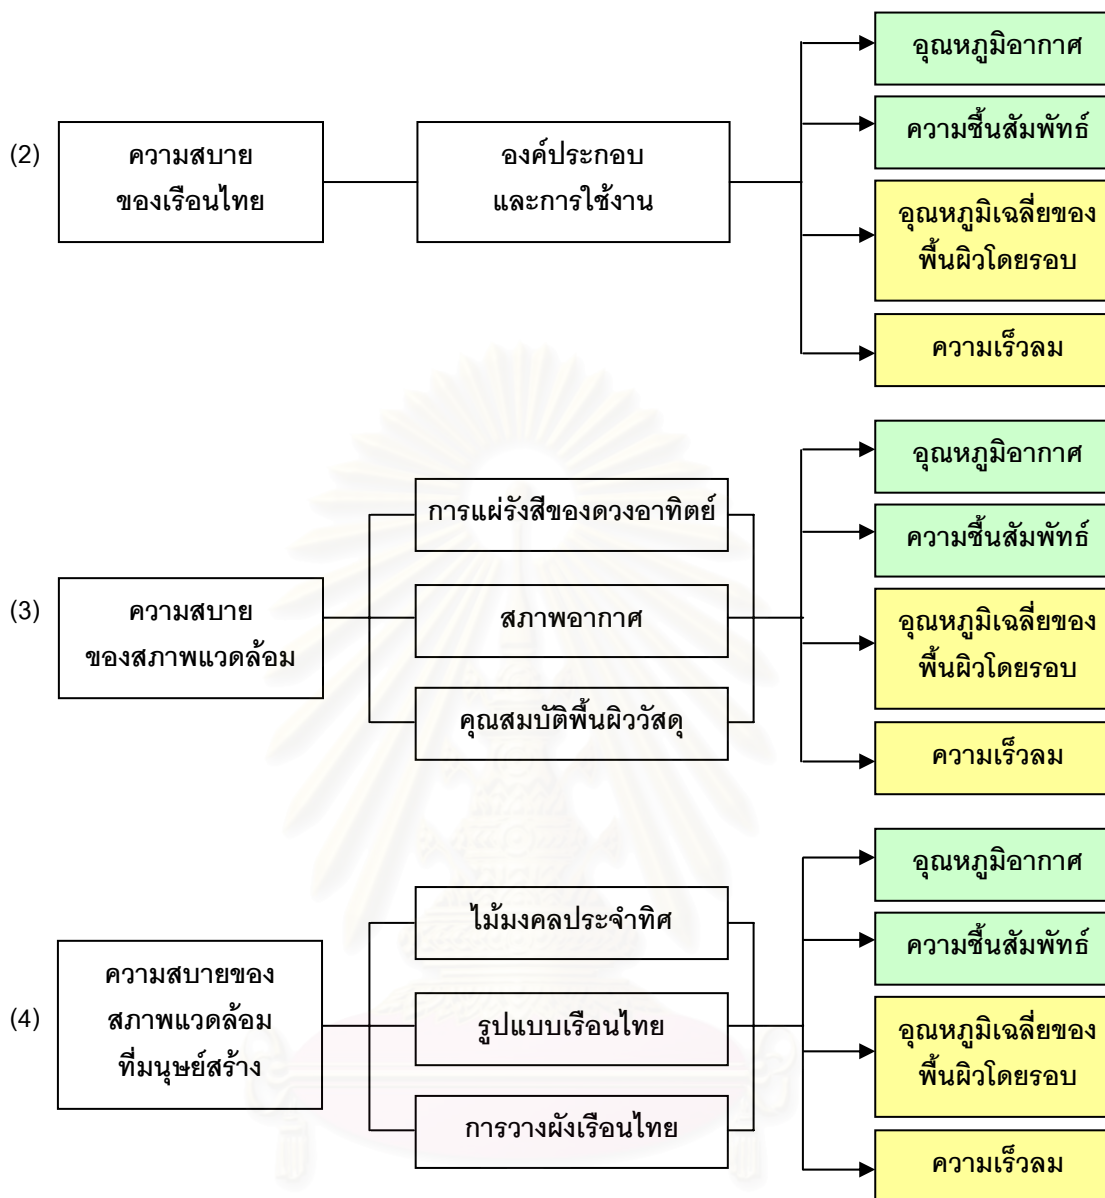 (2)
ความสบาย
ของเรือนไทย
องค์ประกอบ
และการใช้งาน
อุณหภูมิอากาศ
ความชื้นสัมพัทธ์
อุณหภูมิเฉลี่ยของ
พื้นผิวโดยรอบ
ความเร็วลม
(3)
ความสบาย
ของสภาพแวดล้อม
การแผ่รังสีของดวงอาทิตย์
สภาพอากาศ
คุณสมบัติพื้นผิววัสดุ
อุณหภูมิอากาศ
ความชื้นสัมพัทธ์
อุณหภูมิเฉลี่ยของ
พื้นผิวโดยรอบ
ความเร็วลม
(4)
ความสบายของ
สภาพแวดล้อม
ที่มนุษย์สร้าง
ไม้มงคลประจำทิศ
รูปแบบเรือนไทย
การวางผังเรือนไทย
อุณหภูมิอากาศ
ความชื้นสัมพัทธ์
อุณหภูมิเฉลี่ยของ
พื้นผิวโดยรอบ
ความเร็วลม